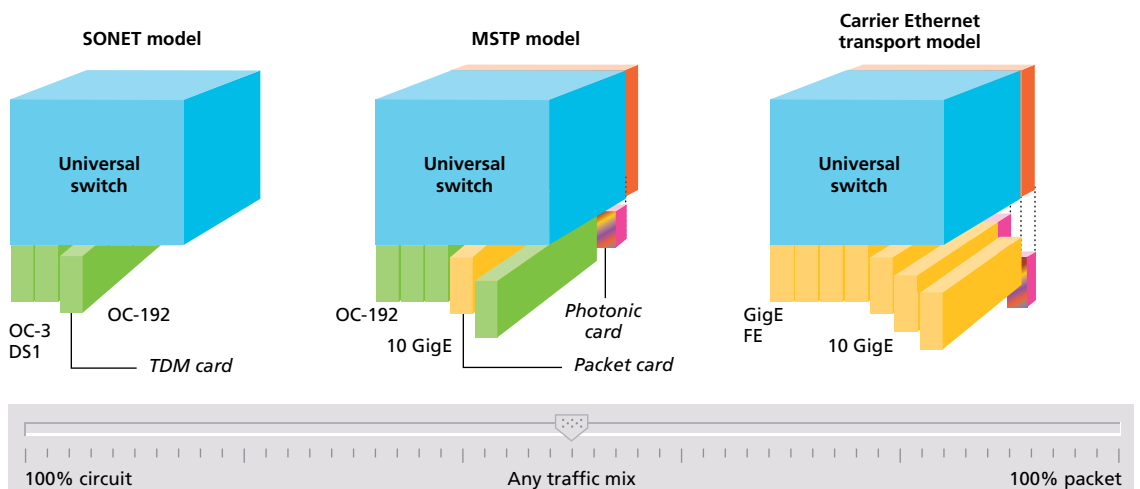 SONET model
MSTP model
Carrier Ethernet
transport model
Universal
switch
Universal
switch
Universal
switch
OC-3
DS1
OC-192
TDM card
OC-192
10 GigE
Photonic
card
Packet card
GigE
FE
10 GigE
100% circuit
Any traffic mix
100% packet